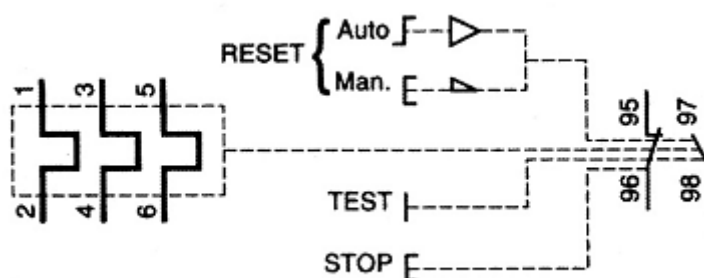 RESET { Auto
Man.
1 3 5
95 97
2 4 6
96 98
TEST
STOP